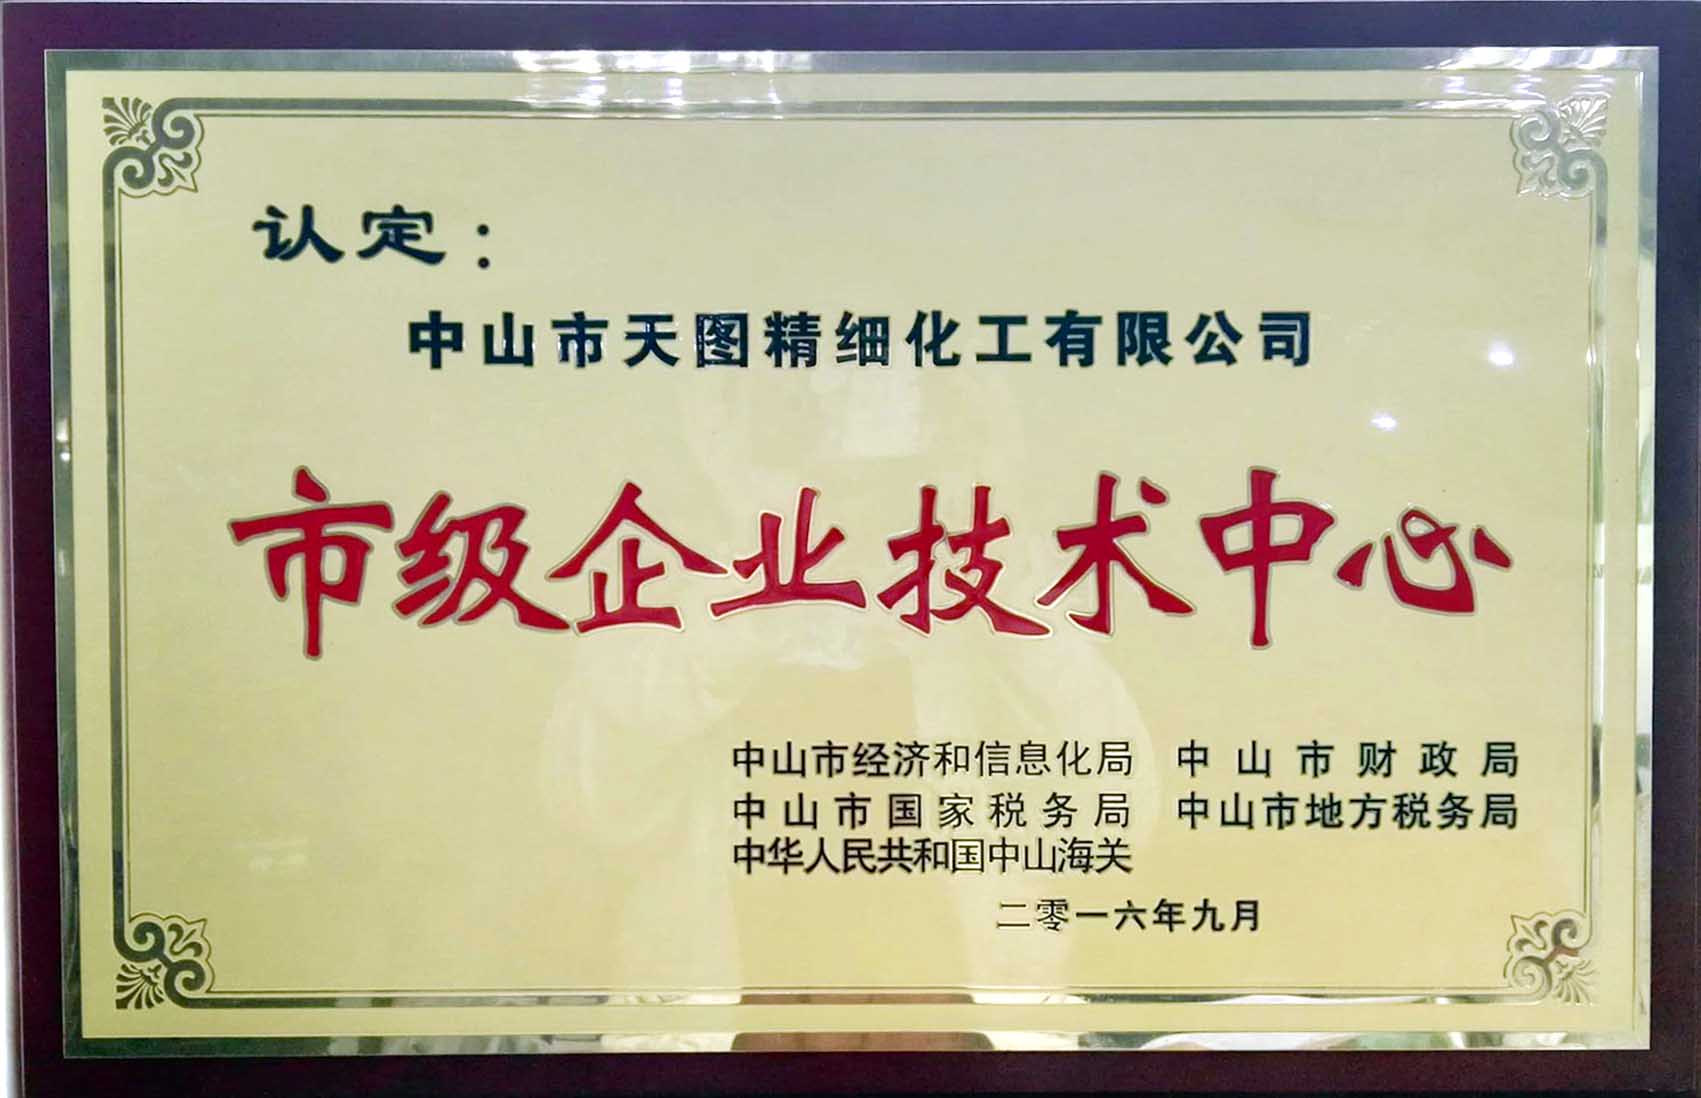 认定：
中山市天图精细化工有限公司
市级企业技术中心
中山市经济和信息化局 中山市财政局
中山市国家税务局 中山市地方税务局
中华人民共和国中山海关
二零一六年九月